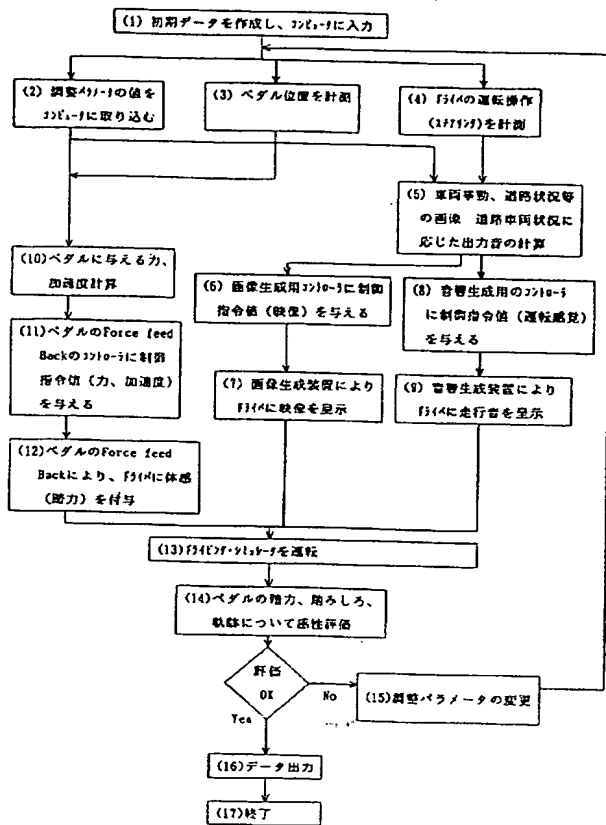 (1) 初期データを作成し、コンピュータに入力
(2) 調整パラメータの値を
コンピュータに取り込む
(3) ペダル位置を計測
(4) ドライバの運転操作
(ステアリング)を計測
(5) 車両挙動、道路状況等
の画像 道路車両状況に
応じた出力音の計算
(10)ペダルに与える力、
加速度計算
(6) 画像生成用コントローラに制御
指令値(映像)を与える
(8) 音響生成用のコントローラ
に制御指令値(運転感覚)
を与える
(11)ペダルのForce feed
Backのコントローラに制御
指令値(力、加速度)
を与える
(7) 画像生成装置により
ドライバに映像を呈示
(9) 音響生成装置により
ドライバに走行音を呈示
(12)ペダルのForce feed
Backにより、ドライバに体感
(踏力)を付与
(13)ドライビング・シミュレータを運転
(14)ペダルの踏力、踏みしろ、
軌跡について感性評価
評価
OK
No
(15)調整パラメータの変更
Yes
(16)データ出力
(17)終了